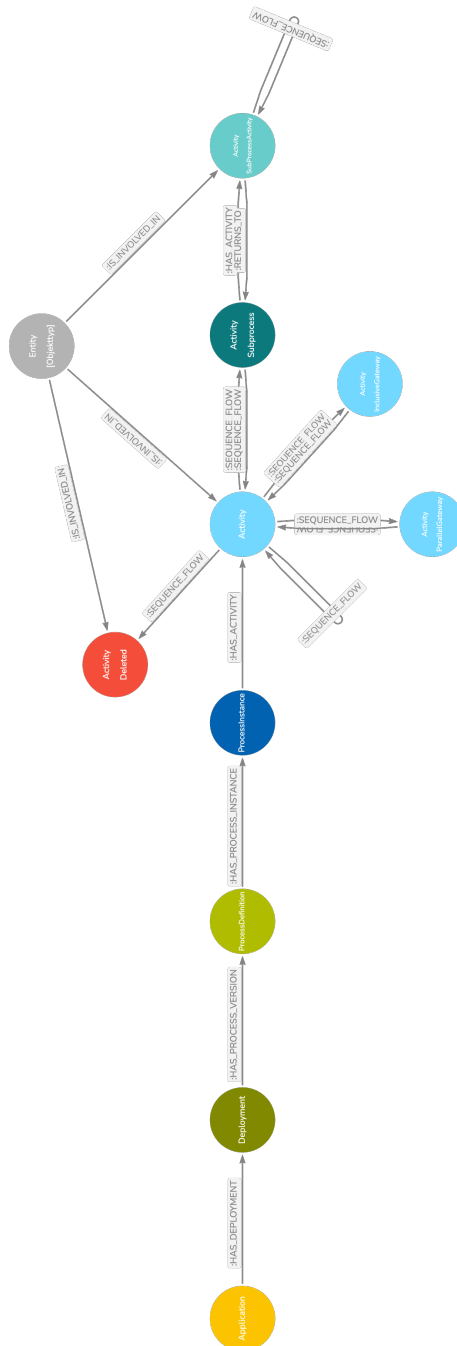 :SEQUENCE_FLOW
Activity
SubProcessActivity
:IS_INVOLVED_IN
:HAS_ACTIVITY
:RETURNS_TO
Entity
[Objekttyp]
Activity
Subprocess
Activity
InclusiveGateway
:IS_INVOLVED_IN
:SEQUENCE_FLOW
:SEQUENCE_FLOW
:SEQUENCE_FLOW
:SEQUENCE_FLOW
:IS_INVOLVED_IN
Activity
:SEQUENCE_FLOW
:SEQUENCE_FLOW
Activity
ParallelGateway
:SEQUENCE_FLOW
:SEQUENCE_FLOW
:HAS_ACTIVITY
Activity
Deleted
ProcessInstance
:HAS_PROCESS_INSTANCE
ProcessDefinition
:HAS_PROCESS_VERSION
Deployment
:HAS_DEPLOYMENT
Application